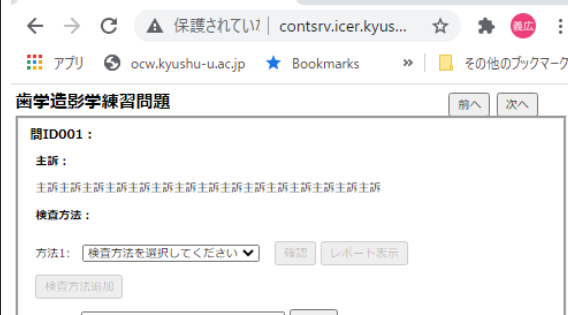 保護されていな contsrv.icer.kyus... 義広
アプリ ocw.kyushu-u.ac.jp Bookmarks » その他のブックマーク
歯学造影学練習問題 前へ 次へ
問ID001：
主訴：
主訴主訴主訴主訴主訴主訴主訴主訴主訴主訴主訴主訴主訴主訴主訴
検査方法：
方法1: 検査方法を選択してください 確認 レポート表示
検査方法追加